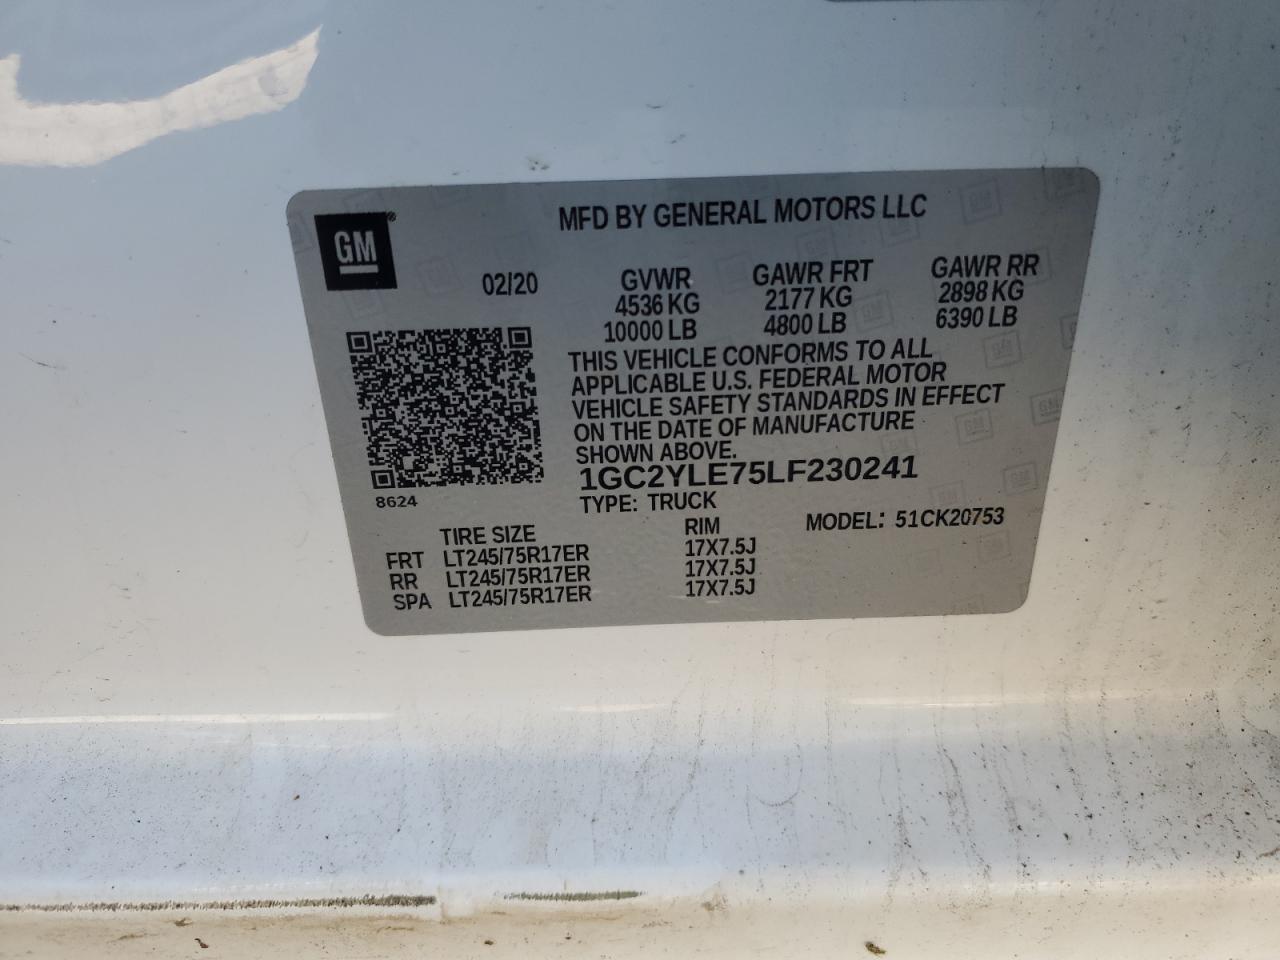 GM®
MFD BY GENERAL MOTORS LLC
02/20
GVWR GAWR FRT GAWR RR
4536 KG 2177 KG 2898 KG
10000 LB 4800 LB 6390 LB
THIS VEHICLE CONFORMS TO ALL
APPLICABLE U.S. FEDERAL MOTOR
VEHICLE SAFETY STANDARDS IN EFFECT
ON THE DATE OF MANUFACTURE
SHOWN ABOVE.
1GC2YLE75LF230241
8624
TYPE: TRUCK
MODEL: 51CK20753
TIRE SIZE RIM
FRT LT245/75R17ER 17X7.5J
RR LT245/75R17ER 17X7.5J
SPA LT245/75R17ER 17X7.5J